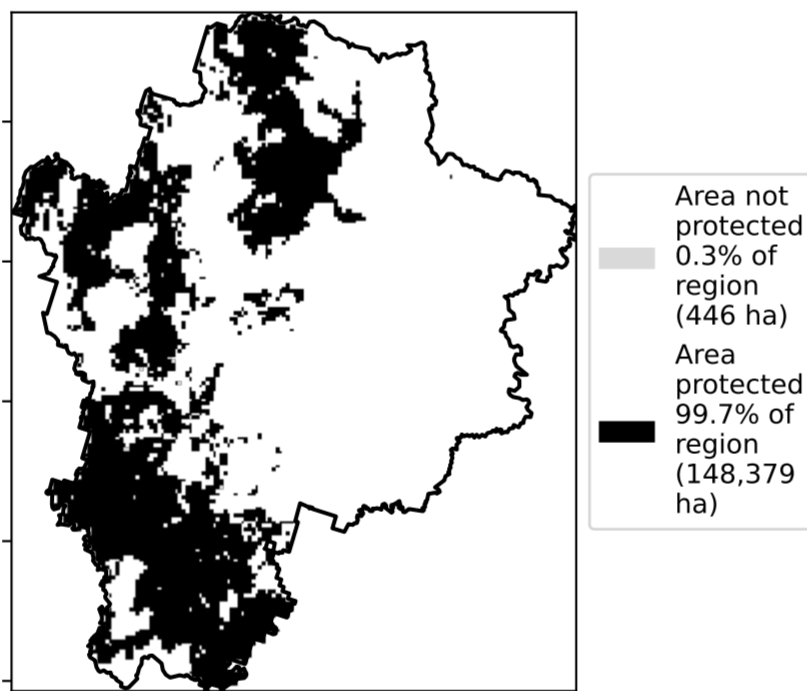 Area not
protected
0.3% of
region
(446 ha)
Area
protected
99.7% of
region
(148,379
ha)